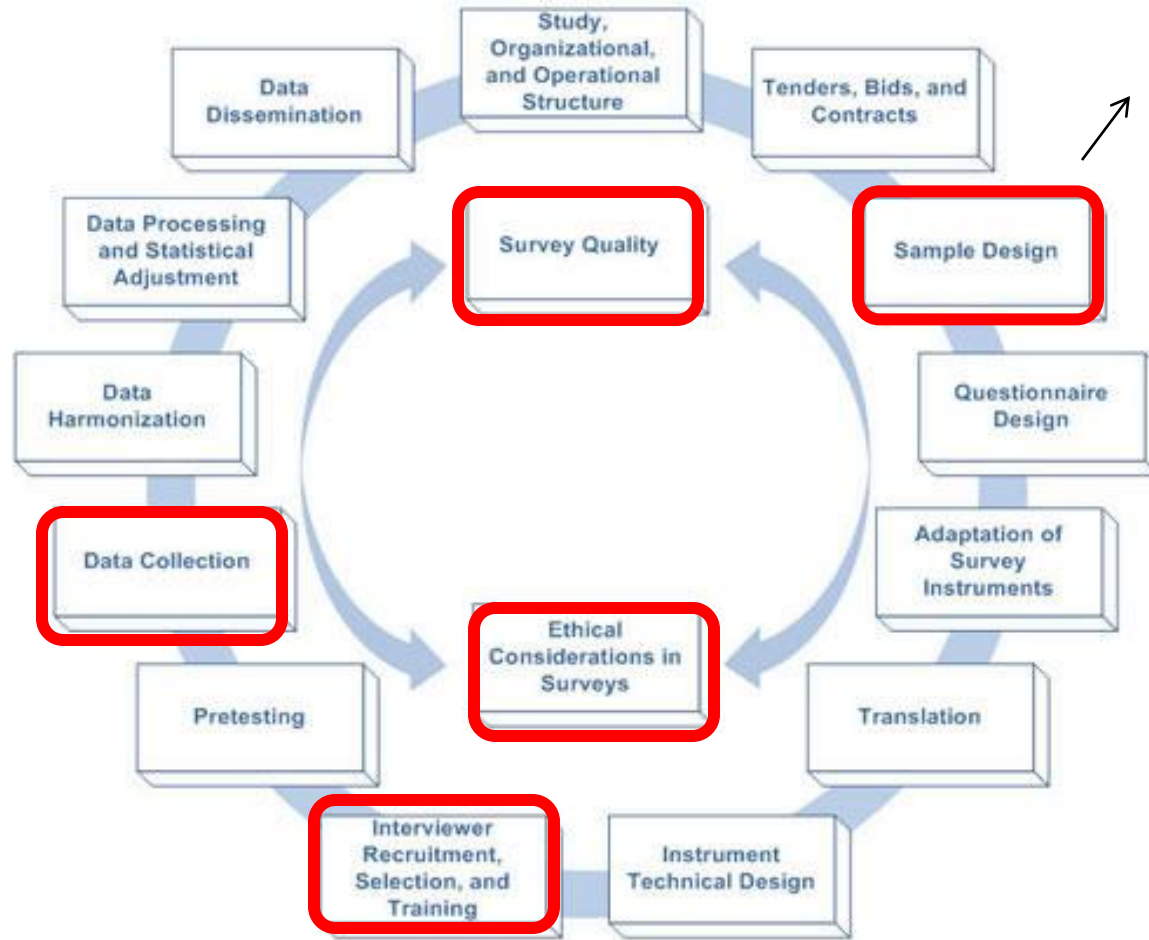 Study,
Organizational,
and Operational
Structure
Tenders, Bids, and
Contracts
Sample Design
Questionnaire
Design
Adaptation of
Survey
Instruments
Translation
Instrument
Technical Design
Interviewer
Recruitment,
Selection, and
Training
Pretesting
Data Collection
Data
Harmonization
Data Processing
and Statistical
Adjustment
Data
Dissemination
Survey Quality
Ethical
Considerations in
Surveys